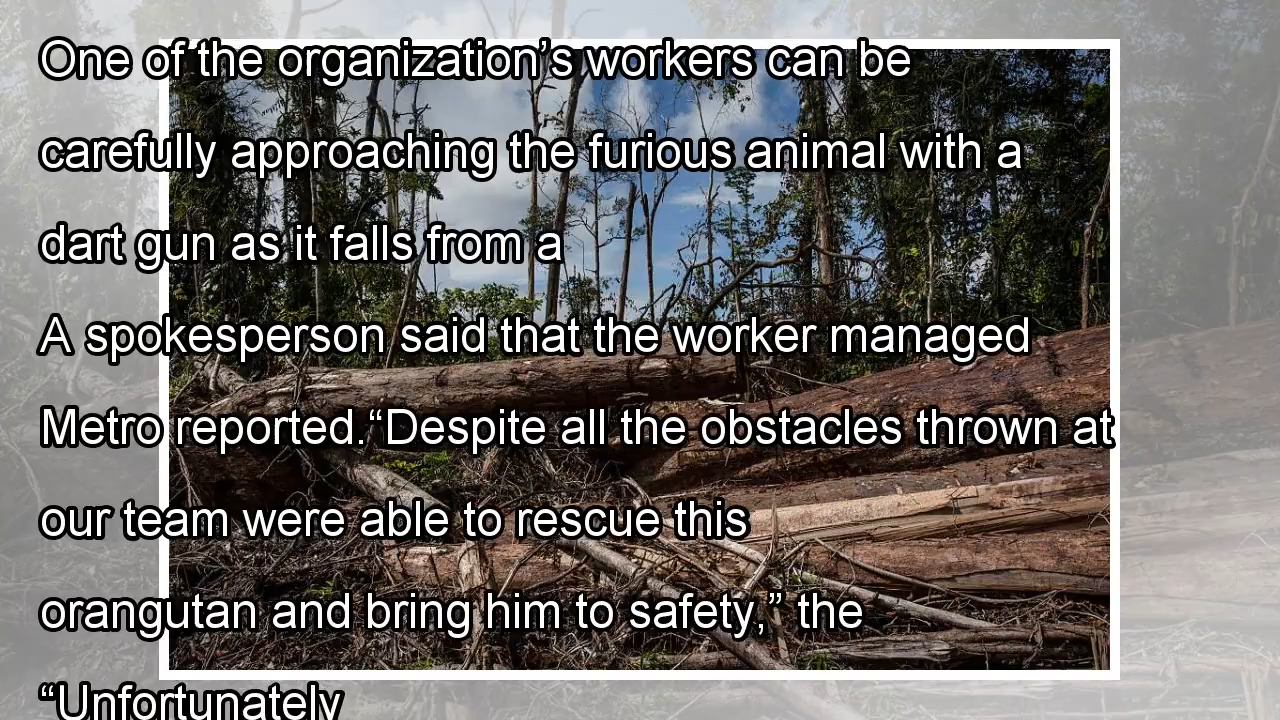 One of the organization’s workers can be
carefully approaching the furious animal with a
dart gun as it falls from a
A spokesperson said that the worker managed
Metro reported.“Despite all the obstacles thrown at
our team were able to rescue this
orangutan and bring him to safety,” the
“Unfortunately